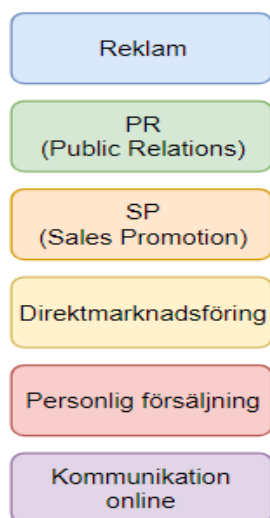 Reklam
PR
(Public Relations)
SP
(Sales Promotion)
Direktmarknadsföring
Personlig försäljning
Kommunikation
online